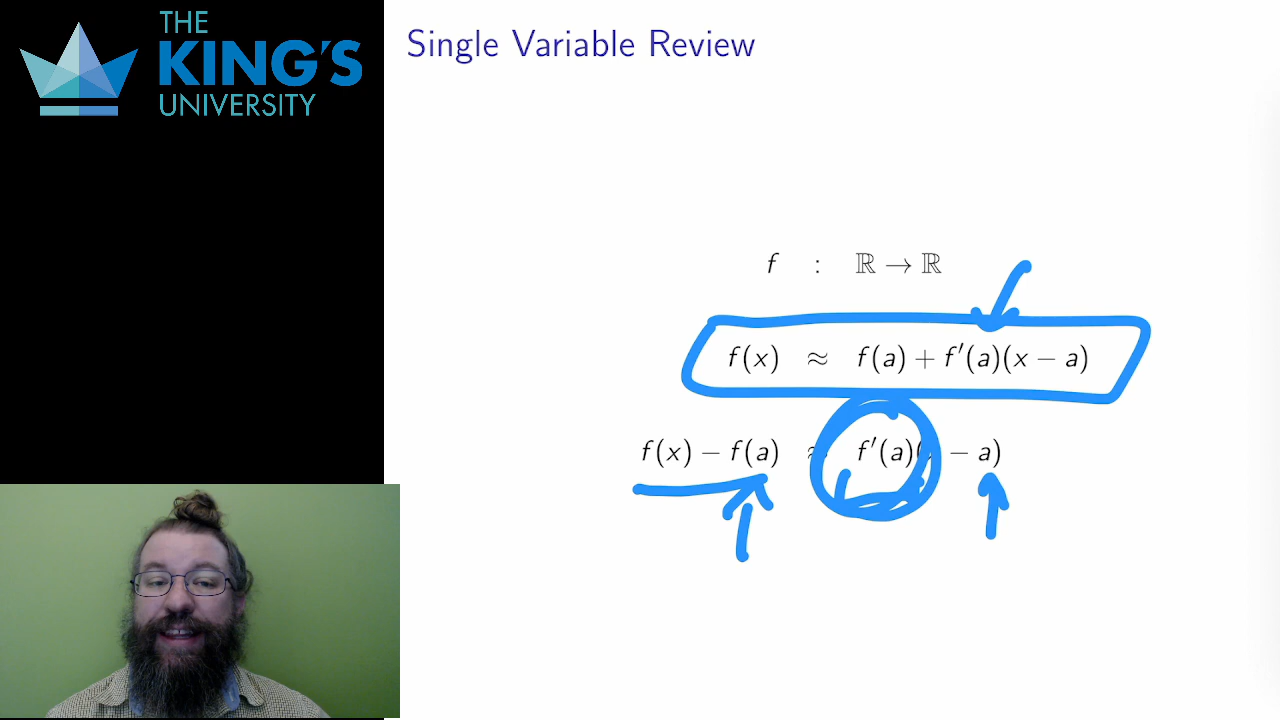 THE
KING'S
UNIVERSITY
Single Variable Review
f : ℝ → ℝ
f(x) ≈ f(a) + f′(a)(x − a)
f(x) − f(a) ≈ f′(a)(x − a)